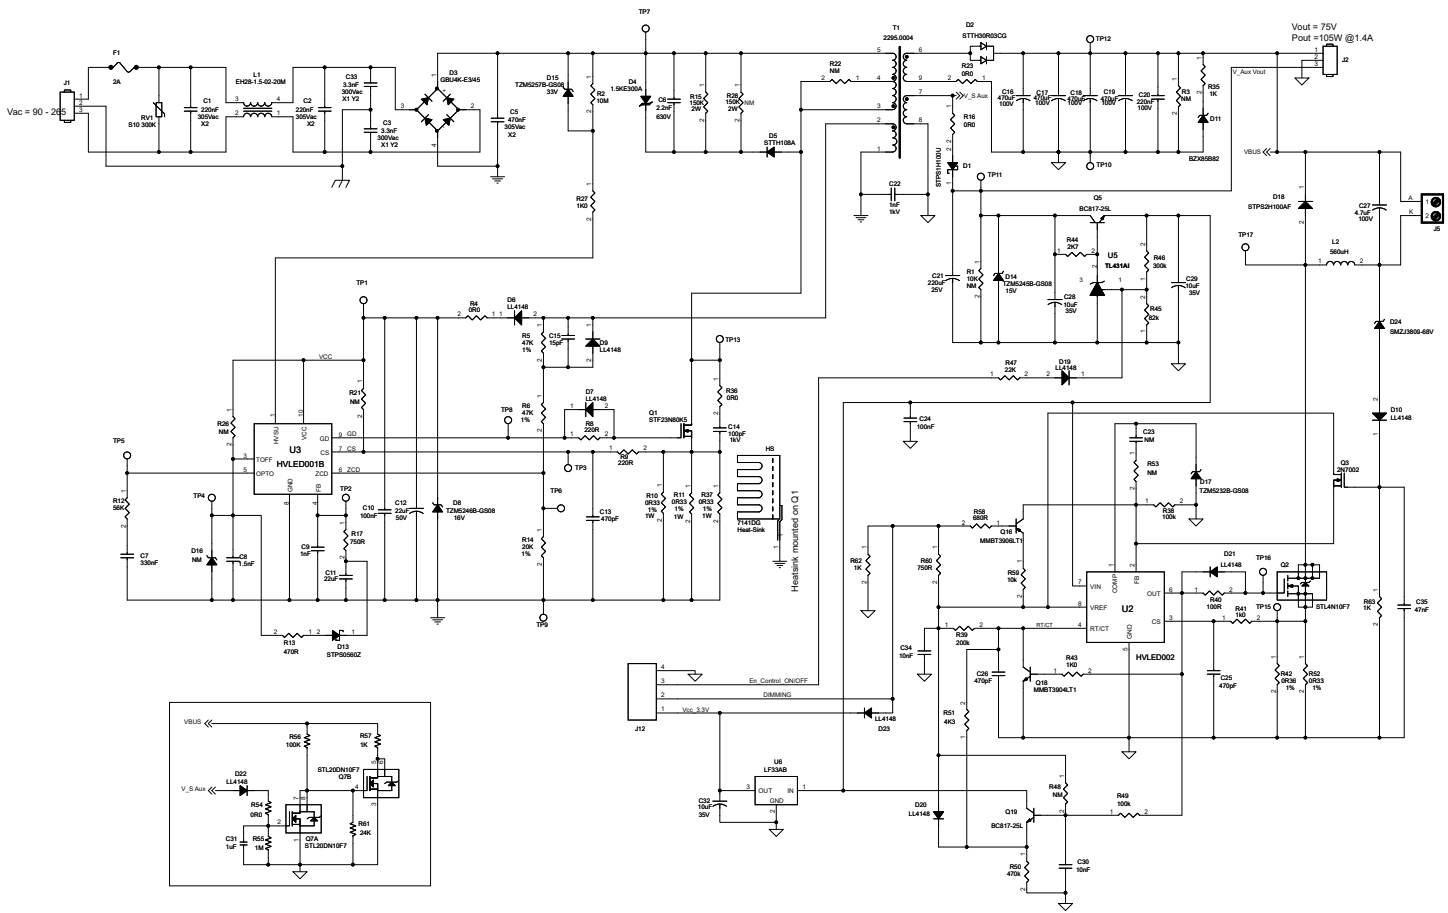 Vout = 75V
Pout =105W @1.4A
J2
V_Aux Vout
TP7
T1
2295.0004
D2
STTH30R03CG
TP12
J1
Vac = 90 - 265
F1
2A
RV1
S10 300K
C1
220nF
305Vac
X2
L1
EH28-1.5-02-20M
C2
220nF
305Vac
X2
C33
3.3nF
300Vac
X1 Y2
C3
3.3nF
300Vac
X1 Y2
D3
GBU4K-E3/45
C5
470nF
305Vac
X2
D15
TZM5257B-GS08
33V
R2
10M
D4
1.5KE300A
C6
2.2nF
630V
R15
150K
2W
R28
150K
2W
NM
D5
STTH108A
R22
NM
R23
0R0
V_S Aux
R16
0R0
D1
STPS1H100U
C16
470uF
100V
C17
470uF
100V
C18
470uF
100V
C19
470uF
100V
C20
220nF
100V
R3
NM
R35
1K
D11
BZX85B82
TP10
TP11
C22
1nF
1kV
R27
1K0
VBUS
D18
STPS2H100AF
C27
4.7uF
100V
A
K
J5
TP17
L2
560uH
Q5
BC817-25L
R44
2K7
U5
TL431AI
R46
300k
R45
82k
C29
10uF
35V
C28
10uF
35V
C21
220uF
25V
R1
10K
NM
D14
TZM5245B-GS08
15V
D24
SMZJ3809-68V
D10
LL4148
TP1
R4
0R0
D6
LL4148
R5
47K
1%
C15
15pF
D9
LL4148
TP13
R36
0R0
C14
100pF
1kV
VCC
R21
NM
R26
NM
U3
HVLED001B
HVSU
VCC
TOFF
OPTO
GND
FB
GD
CS
ZCD
GD
CS
ZCD
TP5
R12
56K
C7
330nF
TP4
D16
NM
C8
1.5nF
C9
1nF
TP2
R17
750R
C11
22uF
C10
100nF
C12
22uF
50V
D8
TZM5246B-GS08
16V
R6
47K
1%
TP8
D7
LL4148
R8
220R
Q1
STF23N80K5
R9
220R
TP3
TP6
C13
470pF
R14
20K
1%
R10
0R33
1%
1W
R11
0R33
1%
1W
R37
0R33
1%
1W
HS
7141DG
Heat-Sink
Heatsink mounted on Q1
TP9
R13
470R
D13
STPS0560Z
R47
22K
D19
LL4148
C24
100nF
C23
NM
R53
NM
D17
TZM5232B-GS08
R38
100k
Q3
2N7002
R58
680R
Q16
MMBT3906LT1
R62
1K
R60
750R
R59
10k
U2
HVLED002
COMP
FB
VIN
VREF
RT/CT
GND
OUT
CS
D21
LL4148
TP16
R40
100R
Q2
STL4N10F7
TP15
R41
1k0
R63
1K
C35
47nF
RT/CT
R39
200k
C34
10nF
C26
470pF
R43
1K0
Q18
MMBT3904LT1
C25
470pF
R42
0R36
1%
R52
0R33
1%
R51
4K3
J12
En_Control_ON/OFF
DIMMING
Vcc_3.3V
LL4148
D23
U6
LF33AB
OUT
IN
GND
C32
10uF
35V
D20
LL4148
Q19
BC817-25L
R48
NM
R49
100k
R50
470k
C30
10nF
VBUS
R56
100K
R57
1K
STL20DN10F7
Q7B
V_S Aux
D22
LL4148
R54
0R0
R55
1M
C31
1uF
Q7A
STL20DN10F7
R61
24K